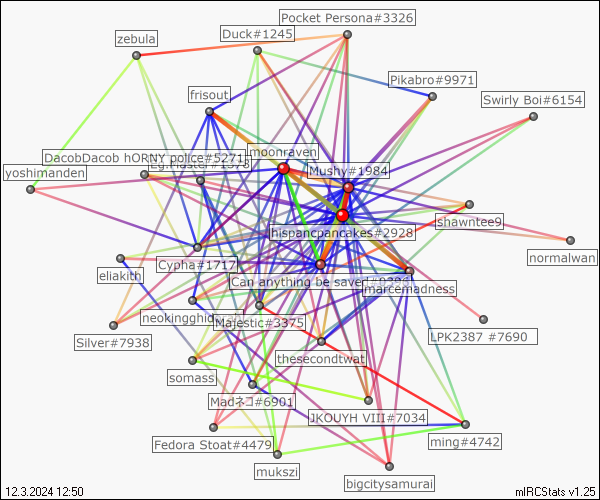 Pocket Persona#3326
Duck#1245
zebula
Pikabro#9971
Swirly Boi#6154
frisout
moonraven
DacobDacob hORNY police#5271
Mushy#1984
yoshimanden
shawntee9
hispancpancakes#2928
normalwan
Cypha#1717
eliakith
Can anything be save
marcemadness
neokingghid
Majestic#3375
LPK2387 #7690
Silver#7938
thesecondtwat
somass
Madネコ#6901
JKOUYH VIII#7034
Fedora Stoat#4479
ming#4742
mukszi
bigcitysamurai
12.3.2024 12:50
mIRCStats v1.25